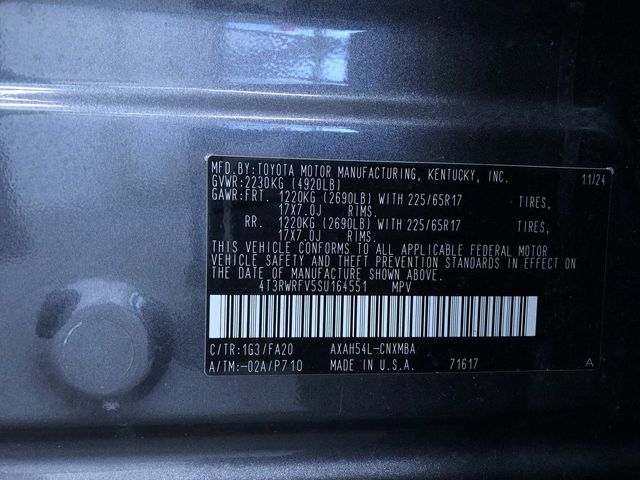 MFD.BY:TOYOTA MOTOR MANUFACTURING, KENTUCKY, INC. 11/24
GVWR:2230KG (4920LB)
GAWR:FRT. 1220KG (2690LB) WITH 225/65R17 TIRES,
17X7.0J RIMS.
RR. 1220KG (2690LB) WITH 225/65R17 TIRES,
17X7.0J RIMS.
THIS VEHICLE CONFORMS TO ALL APPLICABLE FEDERAL MOTOR
VEHICLE SAFETY AND THEFT PREVENTION STANDARDS IN EFFECT
ON THE DATE OF MANUFACTURE SHOWN ABOVE.
4T3RWRFV5SU164551 MPV
C/TR:1G3/FA20 AXAH54L-CNXMBA
A/TM:-02A/P710 MADE IN U.S.A. 71617 A